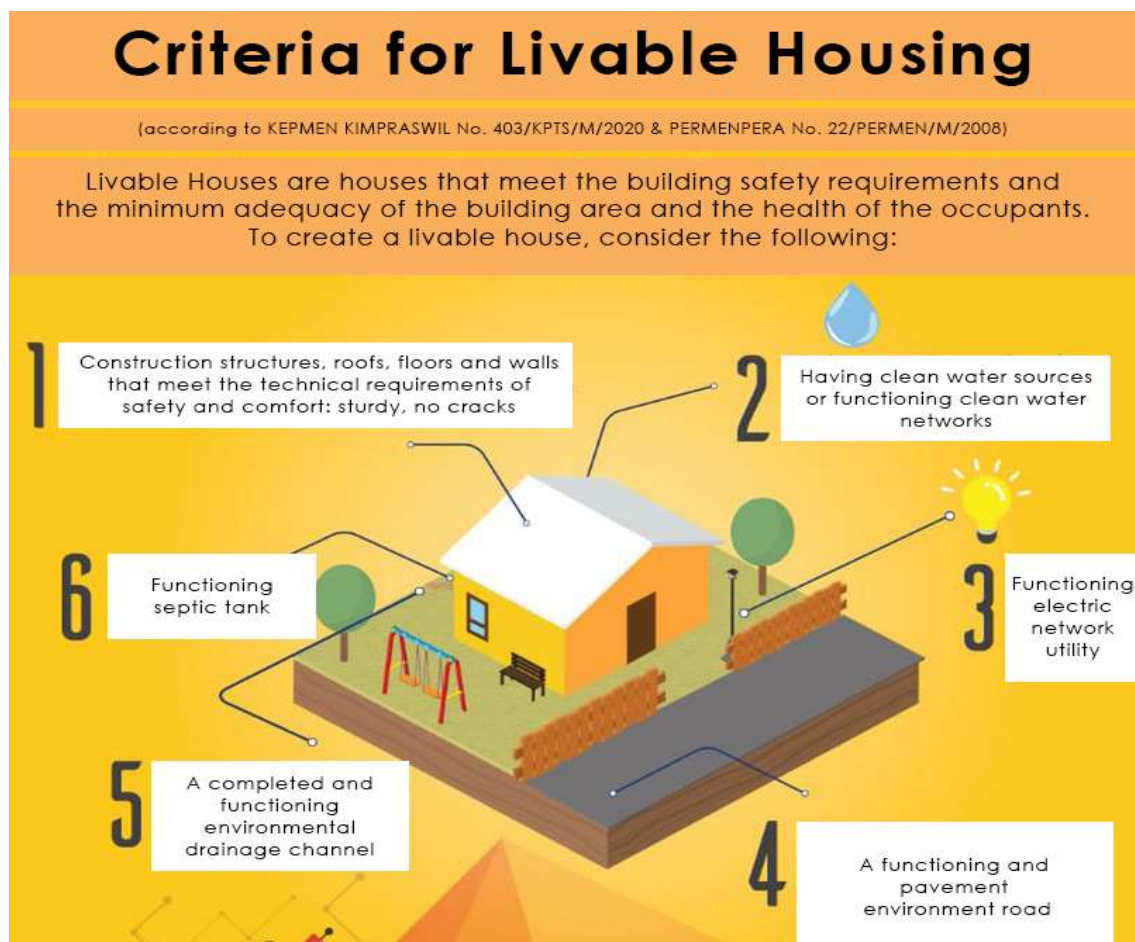 Criteria for Livable Housing
(according to KEPMEN KIMPRASWIL No. 403/KPTS/M/2020 & PERMENPERA No. 22/PERMEN/M/2008)
Livable Houses are houses that meet the building safety requirements and
the minimum adequacy of the building area and the health of the occupants.
To create a livable house, consider the following:
1
Construction structures, roofs, floors and walls
that meet the technical requirements of
safety and comfort: sturdy, no cracks
2
Having clean water sources
or functioning clean water
networks
3
Functioning
electric
network
utility
4
A functioning and
pavement
environment road
5
A completed and
functioning
environmental
drainage channel
6
Functioning
septic tank